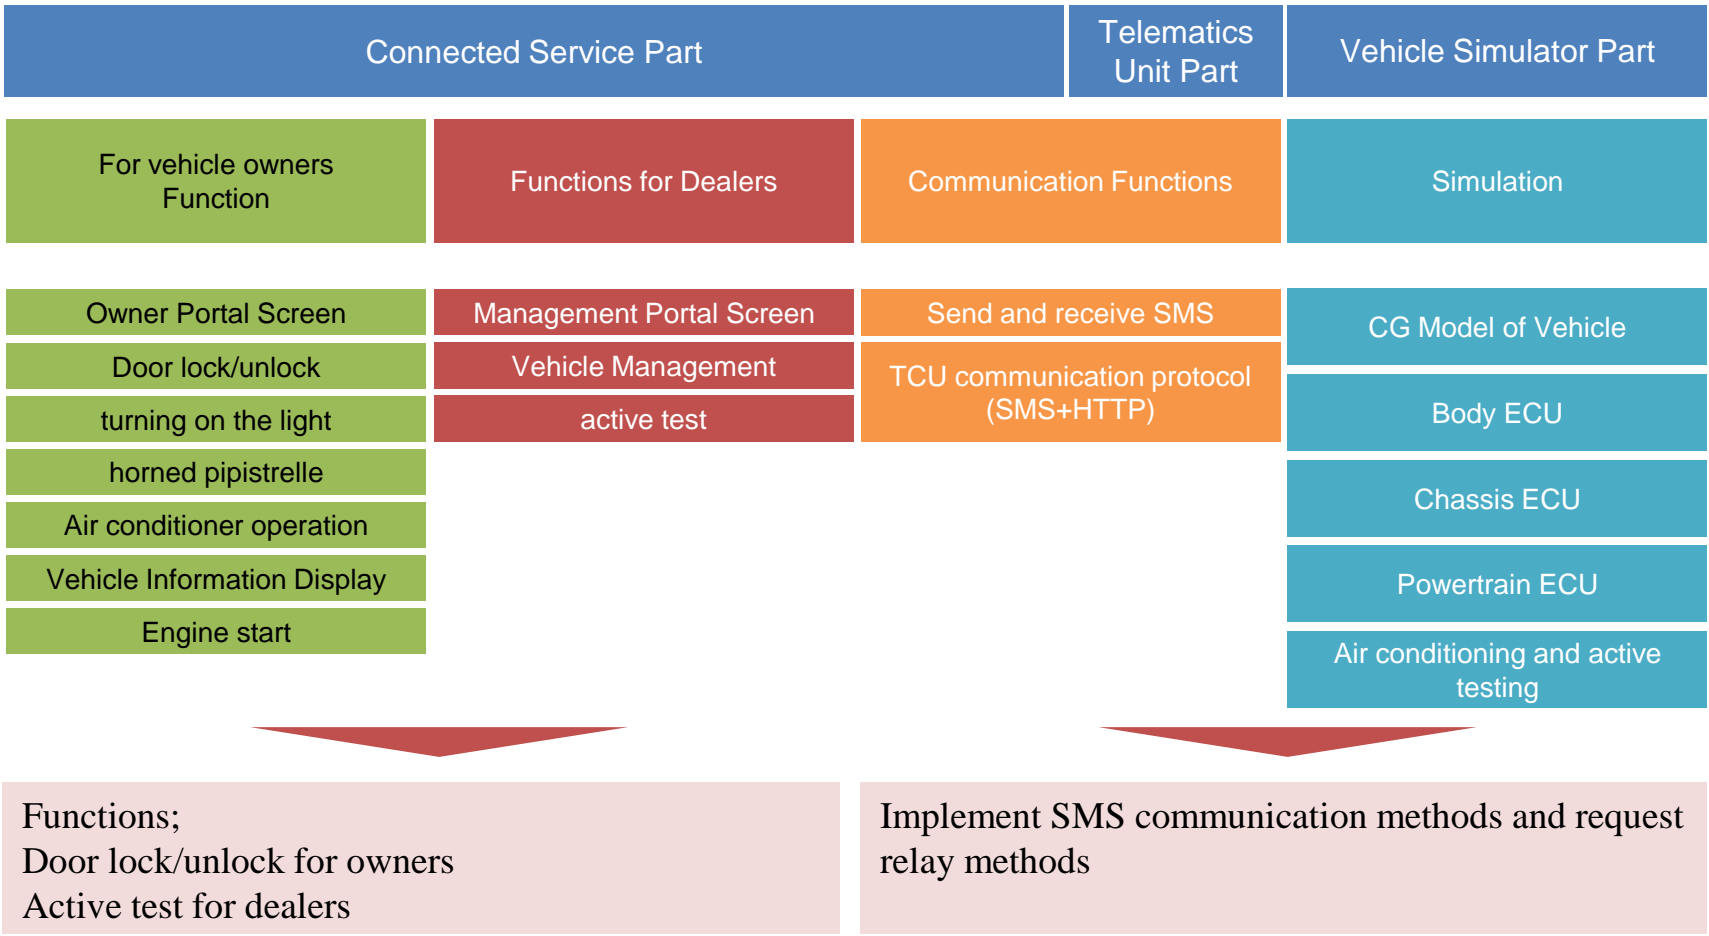 Connected Service Part
Telematics
Unit Part
Vehicle Simulator Part
For vehicle owners
Function
Functions for Dealers
Communication Functions
Simulation
Owner Portal Screen
Door lock/unlock
turning on the light
horned pipistrelle
Air conditioner operation
Vehicle Information Display
Engine start
Management Portal Screen
Vehicle Management
active test
Send and receive SMS
TCU communication protocol
(SMS+HTTP)
CG Model of Vehicle
Body ECU
Chassis ECU
Powertrain ECU
Air conditioning and active
testing
Functions;
Door lock/unlock for owners
Active test for dealers
Implement SMS communication methods and request
relay methods